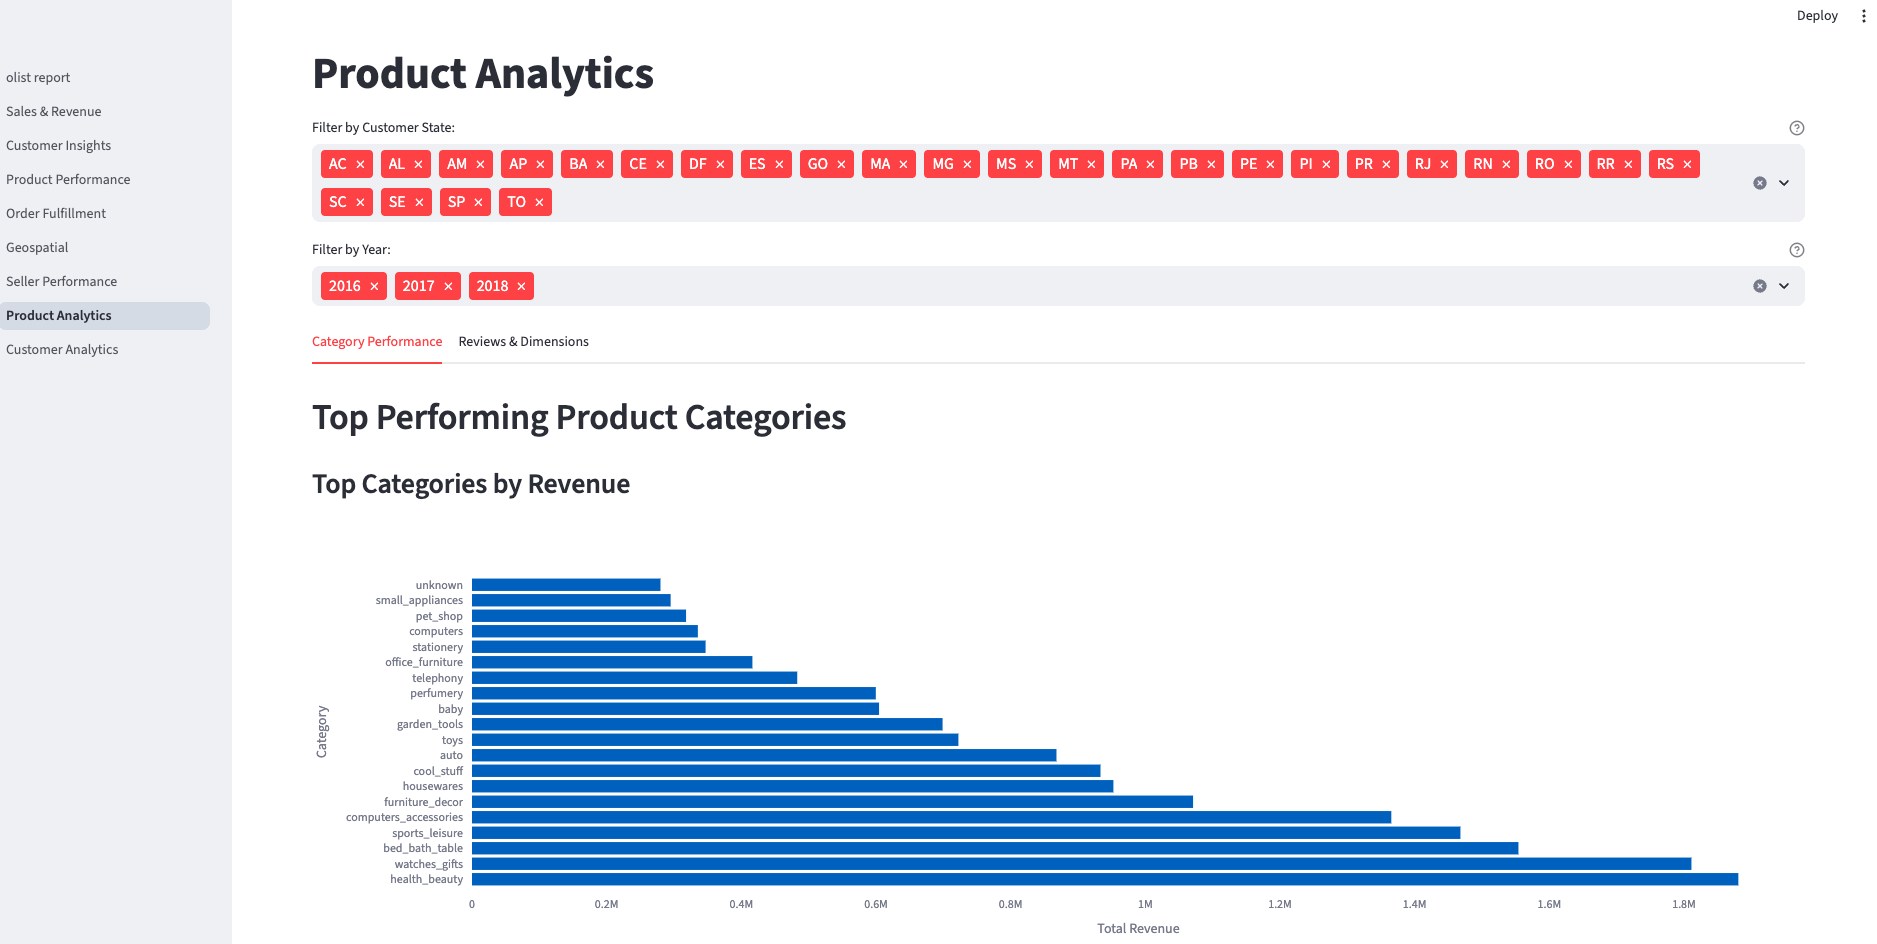 Deploy
olist report
Sales & Revenue
Customer Insights
Product Performance
Order Fulfillment
Geospatial
Seller Performance
Product Analytics
Customer Analytics
Product Analytics
Filter by Customer State:
AC AL AM AP BA CE DF ES GO MA MG MS MT PA PB PE PI PR RJ RN RO RR RS
SC SE SP TO
Filter by Year:
2016 2017 2018
Category Performance Reviews & Dimensions
Top Performing Product Categories
Top Categories by Revenue
Category
unknown
small_appliances
pet_shop
computers
stationery
office_furniture
telephony
perfumery
baby
garden_tools
toys
auto
cool_stuff
housewares
furniture_decor
computers_accessories
sports_leisure
bed_bath_table
watches_gifts
health_beauty
0 0.2M 0.4M 0.6M 0.8M 1M 1.2M 1.4M 1.6M 1.8M
Total Revenue